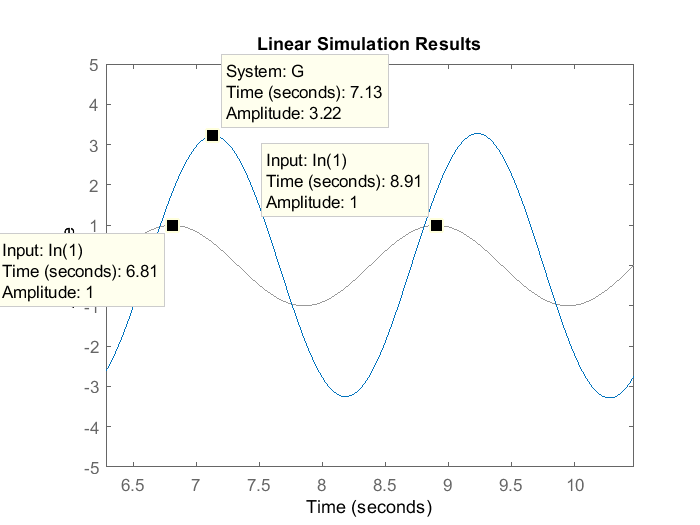 Linear Simulation Results
System: G
Time (seconds): 7.13
Amplitude: 3.22
Input: In(1)
Time (seconds): 8.91
Amplitude: 1
Input: In(1)
Time (seconds): 6.81
Amplitude: 1
5
4
3
2
1
-1
-2
-3
-4
-5
6.5 7 7.5 8 8.5 9 9.5 10
Time (seconds)